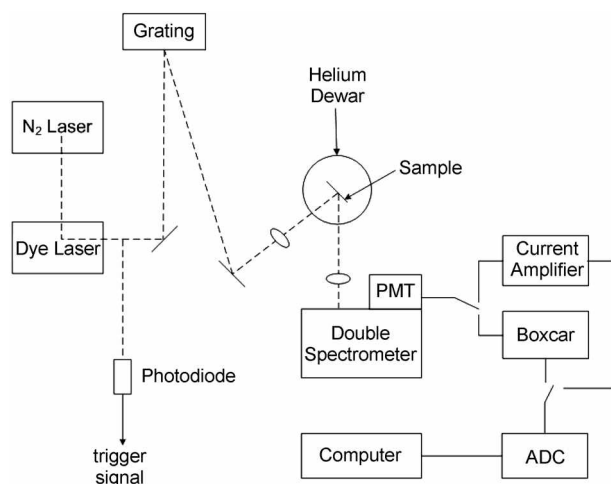 Grating
Helium
Dewar
N₂ Laser
Sample
Dye Laser
Current
Amplifier
PMT
Double
Spectrometer
Boxcar
Photodiode
trigger
signal
Computer
ADC